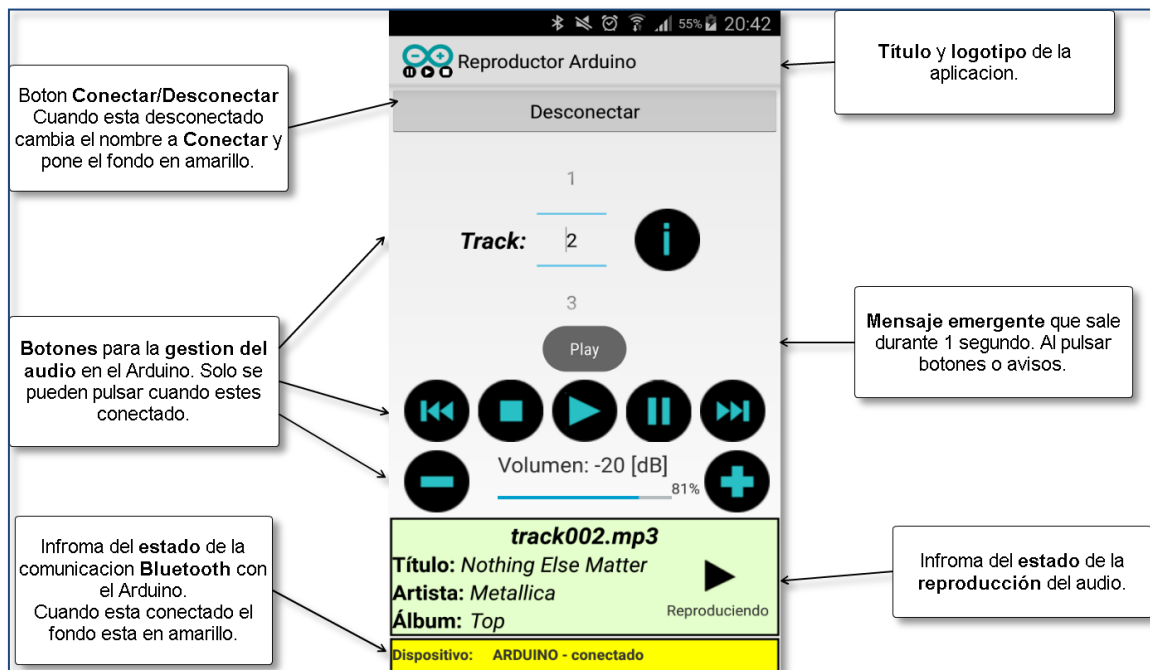 55% 20:42
Reproductor Arduino
Desconectar
1
Track: 2
3
Play
Volumen: -20 [dB]
81%
track002.mp3
Título: Nothing Else Matter
Artista: Metallica
Álbum: Top
Reproduciendo
Dispositivo: ARDUINO - conectado
Boton Conectar/Desconectar
Cuando esta desconectado
cambia el nombre a Conectar y
pone el fondo en amarillo.
Botones para la gestion del
audio en el Arduino. Solo se
pueden pulsar cuando estes
conectado.
Infroma del estado de la
comunicacion Bluetooth con
el Arduino.
Cuando esta conectado el
fondo esta en amarillo.
Título y logotipo de la
aplicacion.
Mensaje emergente que sale
durante 1 segundo. Al pulsar
botones o avisos.
Infroma del estado de la
reproducción del audio.